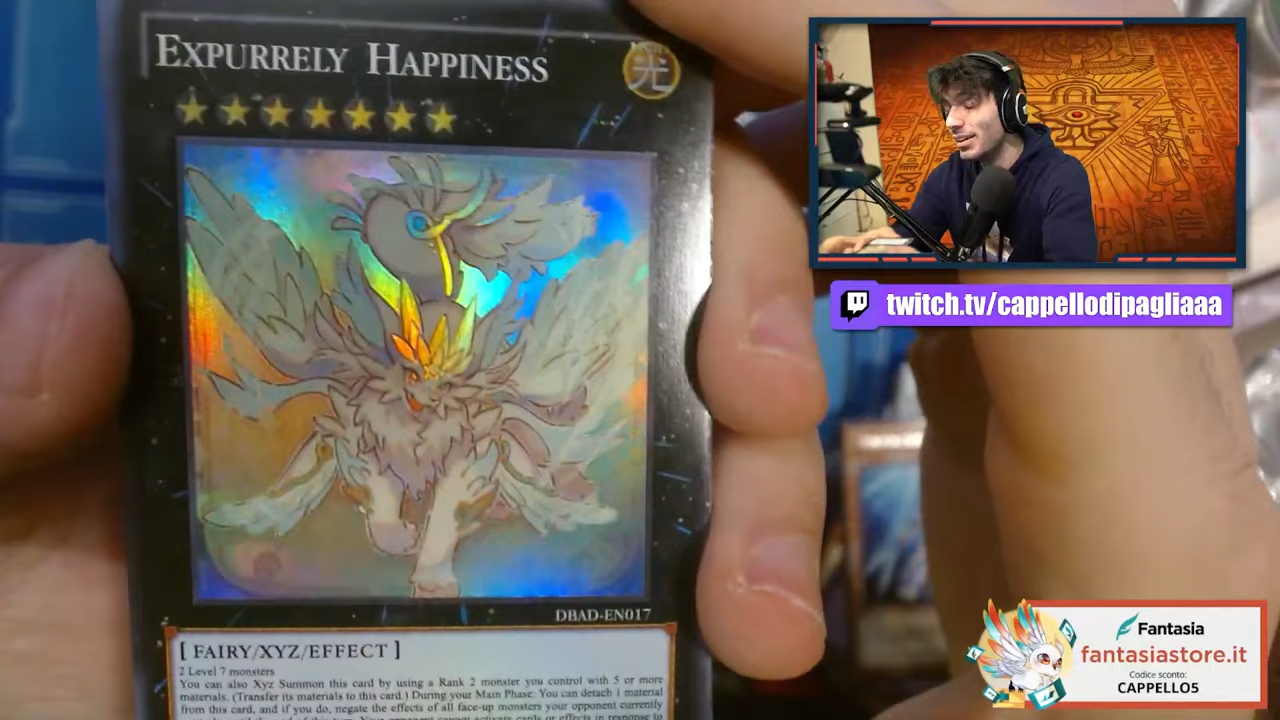 EXPURRELY HAPPINESS
光
DBAD-EN017
[ FAIRY/XYZ/EFFECT ]
2 Level 7 monsters
You can also Xyz Summon this card by using a Rank 2 monster you control with 5 or more
materials. (Transfer its materials to this card.) During your Main Phase: You can detach 1 material
from this card, and if you do, negate the effects of all face-up monsters your opponent currently
twitch.tv/cappellodipagliaaa
Fantasia
fantasiastore.it
Codice sconto:
CAPPELLO5